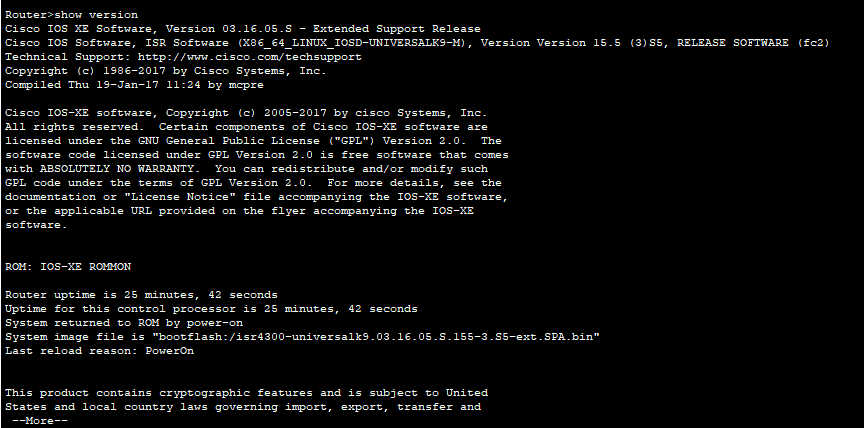 Router>show version
Cisco IOS XE Software, Version 03.16.05.S - Extended Support Release
Cisco IOS Software, ISR Software (X86_64_LINUX_IOSD-UNIVERSALK9-M), Version Version 15.5 (3)S5, RELEASE SOFTWARE (fc2)
Technical Support: http://www.cisco.com/techsupport
Copyright (c) 1986-2017 by Cisco Systems, Inc.
Compiled Thu 19-Jan-17 11:24 by mcpre
Cisco IOS-XE software, Copyright (c) 2005-2017 by cisco Systems, Inc.
All rights reserved.  Certain components of Cisco IOS-XE software are
licensed under the GNU General Public License ("GPL") Version 2.0.  The
software code licensed under GPL Version 2.0 is free software that comes
with ABSOLUTELY NO WARRANTY.  You can redistribute and/or modify such
GPL code under the terms of GPL Version 2.0.  For more details, see the
documentation or "License Notice" file accompanying the IOS-XE software,
or the applicable URL provided on the flyer accompanying the IOS-XE
software.
ROM: IOS-XE ROMMON
Router uptime is 25 minutes, 42 seconds
Uptime for this control processor is 25 minutes, 42 seconds
System returned to ROM by power-on
System image file is "bootflash:/isr4300-universalk9.03.16.05.S.155-3.S5-ext.SPA.bin"
Last reload reason: PowerOn
This product contains cryptographic features and is subject to United
States and local country laws governing import, export, transfer and
--More--